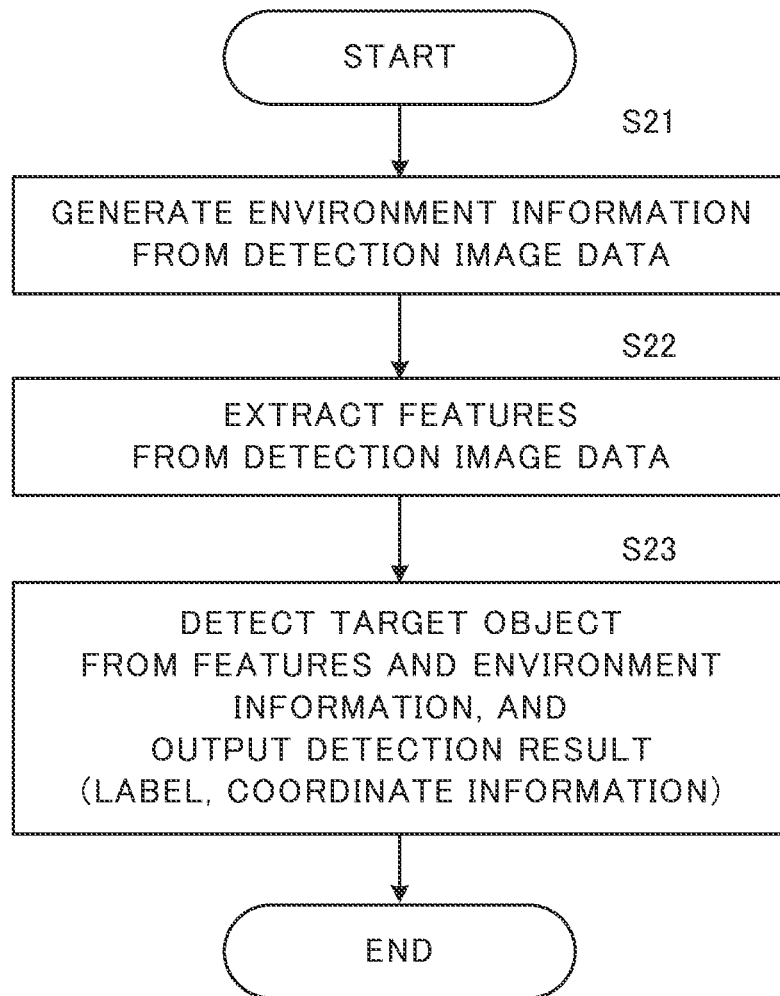 START
S21
GENERATE ENVIRONMENT INFORMATION
FROM DETECTION IMAGE DATA
S22
EXTRACT FEATURES
FROM DETECTION IMAGE DATA
S23
DETECT TARGET OBJECT
FROM FEATURES AND ENVIRONMENT
INFORMATION, AND
OUTPUT DETECTION RESULT
(LABEL, COORDINATE INFORMATION)
END